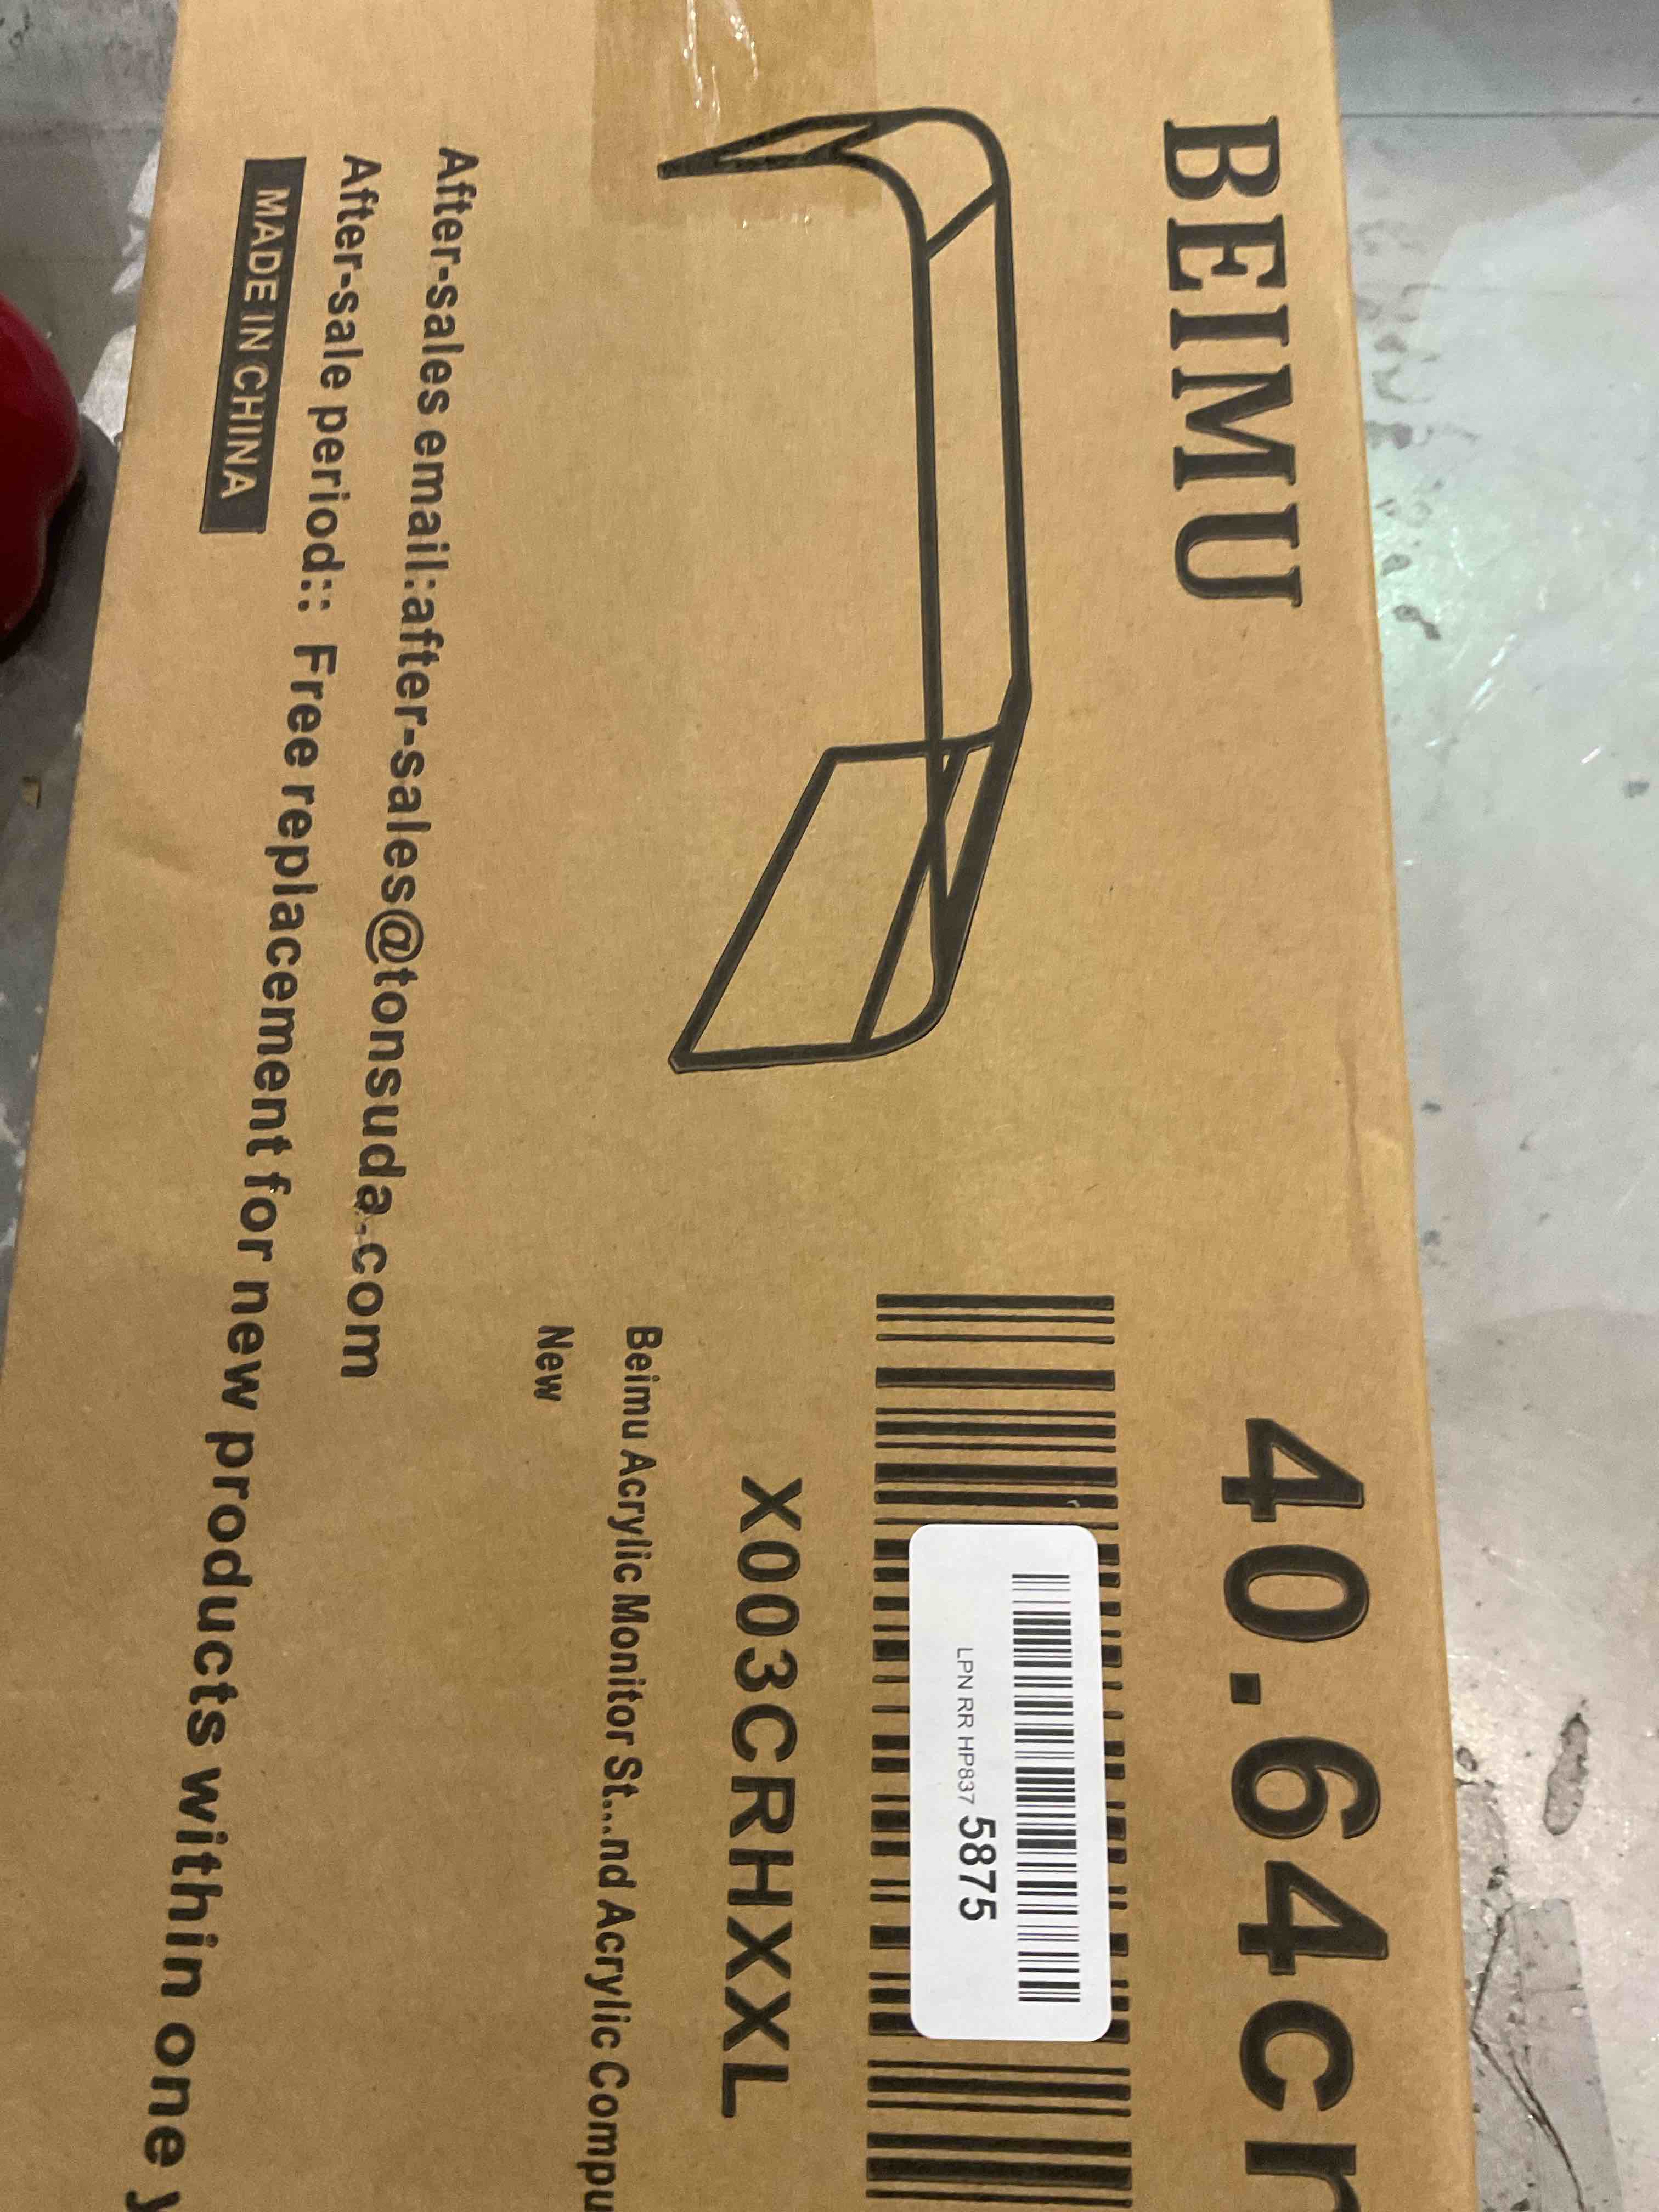 BEIMU
40.64c
X003CRHXXL
LPN RR HP837 5875
Beimu Acrylic Monitor St...nd Acrylic Compu
New
After-sales email:after-sales@tonsuda.com
After-sale period:: Free replacement for new products within one y
MADE IN CHINA